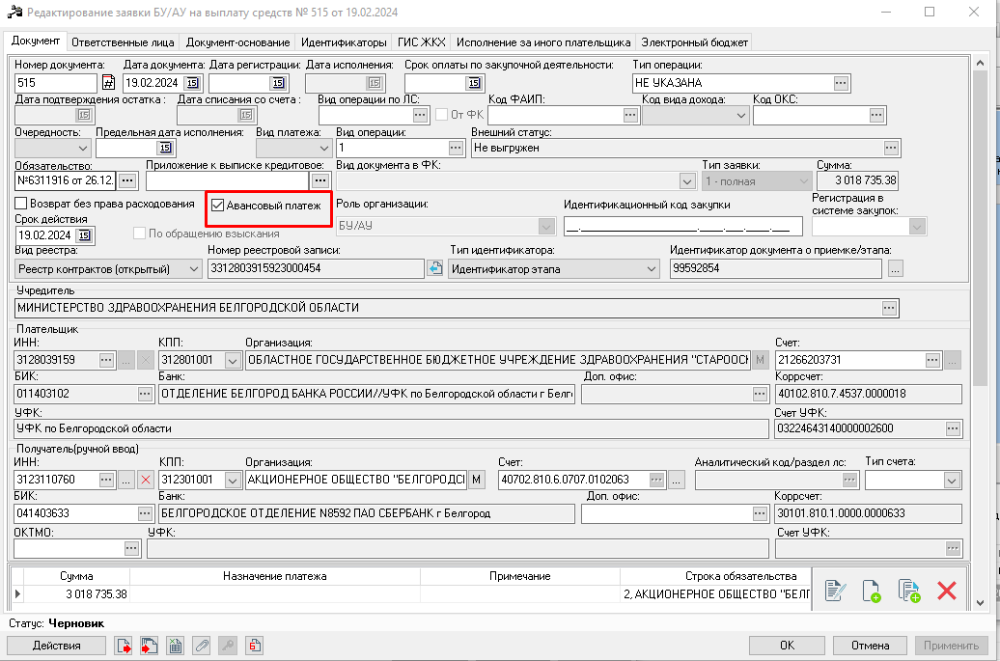 Редактирование заявки БУ/АУ на выплату средств № 515 от 19.02.2024
Документ Ответственные лица Документ-основание Идентификаторы ГИС ЖКХ Исполнение за иного плательщика Электронный бюджет
Номер документа: Дата документа: Дата регистрации: Дата исполнения: Срок оплаты по закупочной деятельности: Тип операции:
515 # 19.02.2024 15 15 15 15 НЕ УКАЗАНА ...
Дата подтверждения остатка : Дата списания со счета : Вид операции по ЛС: Код ФАИП: Код вида дохода: Код ОКС:
15 15 ... От ФК ... ...
Очередность: Предельная дата исполнения: Вид платежа: Вид операции: Внешний статус:
15 1 ... Не выгружен ...
Обязательство: Приложение к выписке кредитовое: Вид документа в ФК: Тип заявки: Сумма:
№6311916 от 26.12. ... ... 1 - полная 3 018 735.38
Возврат без права расходования Авансовый платеж Роль организации: Идентификационный код закупки Регистрация в системе закупок:
Срок действия
19.02.2024 15 По обращению взыскания БУ/АУ
Вид реестра: Номер реестровой записи: Тип идентификатора: Идентификатор документа о приемке/этапа:
Реестр контрактов (открытый) 3312803915923000454 Идентификатор этапа 99592854 ...
Учредитель
МИНИСТЕРСТВО ЗДРАВООХРАНЕНИЯ БЕЛГОРОДСКОЙ ОБЛАСТИ ...
Плательщик
ИНН: КПП: Организация: Счет:
3128039159 ... ... 312801001 ОБЛАСТНОЕ ГОСУДАРСТВЕННОЕ БЮДЖЕТНОЕ УЧРЕЖДЕНИЕ ЗДРАВООХРАНЕНИЯ "СТАРООСК М 21266203731 ... ...
БИК: Банк: Доп. офис: Коррсчет:
011403102 ... ОТДЕЛЕНИЕ БЕЛГОРОД БАНКА РОССИИ//УФК по Белгородской области г Белг ... 40102.810.7.4537.0000018
УФК: Счет УФК:
УФК по Белгородской области 03224643140000002600 ...
Получатель(ручной ввод)
ИНН: КПП: Организация: Счет: Аналитический код/раздел лс: Тип счета:
3123110760 ... ... 312301001 АКЦИОНЕРНОЕ ОБЩЕСТВО "БЕЛГОРОДС М 40702.810.6.0707.0102063 ... ... ...
БИК: Банк: Доп. офис: Коррсчет:
041403633 ... БЕЛГОРОДСКОЕ ОТДЕЛЕНИЕ N8592 ПАО СБЕРБАНК г Белгород ... 30101.810.1.0000.0000633
ОКТМО: УФК: Счет УФК:
... ...
Сумма Назначение платежа Примечание Строка обязательства
3 018 735.38 2, АКЦИОНЕРНОЕ ОБЩЕСТВО "БЕЛГ
Статус: Черновик
Действия ОК Отмена Применить